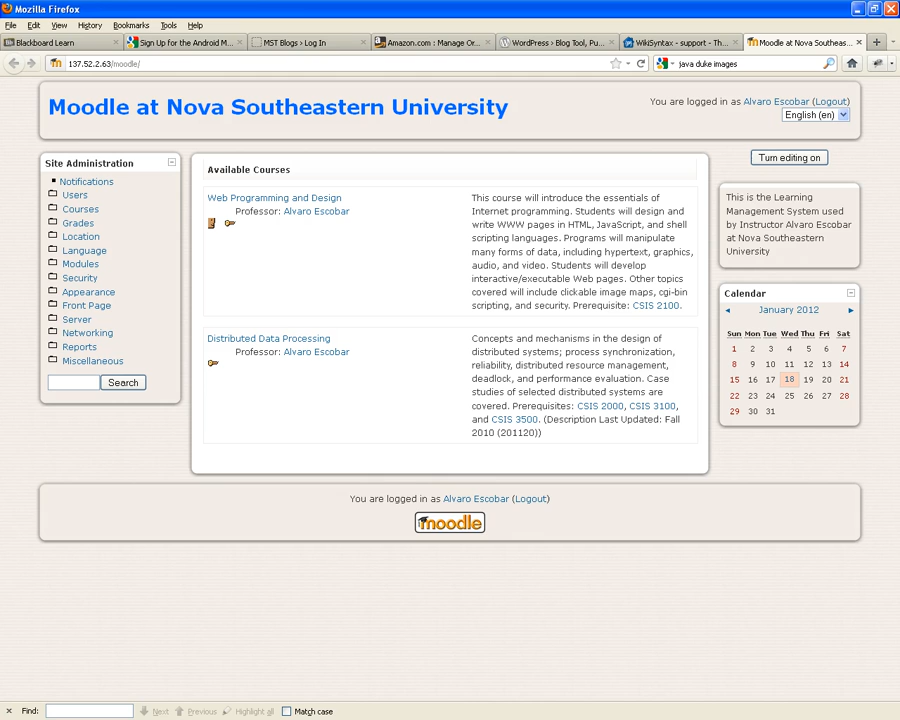 Mozilla Firefox
File Edit View History Bookmarks Tools Help
Blackboard Learn
Sign Up for the Android M...
MST Blogs › Log In
Amazon.com : Manage Or...
WordPress › Blog Tool, Pu...
WikiSyntax - support - Th...
Moodle at Nova Southeas...
137.52.2.63/moodle/
java duke images
Moodle at Nova Southeastern University
You are logged in as Alvaro Escobar (Logout)
English (en)
Site Administration
Notifications
Users
Courses
Grades
Location
Language
Modules
Security
Appearance
Front Page
Server
Networking
Reports
Miscellaneous
Search
Available Courses
Web Programming and Design
Professor: Alvaro Escobar
This course will introduce the essentials of
Internet programming. Students will design and
write WWW pages in HTML, JavaScript, and shell
scripting languages. Programs will manipulate
many forms of data, including hypertext, graphics,
audio, and video. Students will develop
interactive/executable Web pages. Other topics
covered will include clickable image maps, cgi-bin
scripting, and security. Prerequisite: CSIS 2100.
Distributed Data Processing
Professor: Alvaro Escobar
Concepts and mechanisms in the design of
distributed systems; process synchronization,
reliability, distributed resource management,
deadlock, and performance evaluation. Case
studies of selected distributed systems are
covered. Prerequisites: CSIS 2000, CSIS 3100,
and CSIS 3500. (Description Last Updated: Fall
2010 (201120))
Turn editing on
This is the Learning
Management System used
by Instructor Alvaro Escobar
at Nova Southeastern
University
Calendar
◄ January 2012 ►
Sun Mon Tue Wed Thu Fri Sat
1 2 3 4 5 6 7
8 9 10 11 12 13 14
15 16 17 18 19 20 21
22 23 24 25 26 27 28
29 30 31
You are logged in as Alvaro Escobar (Logout)
moodle
Find: Next Previous Highlight all Match case